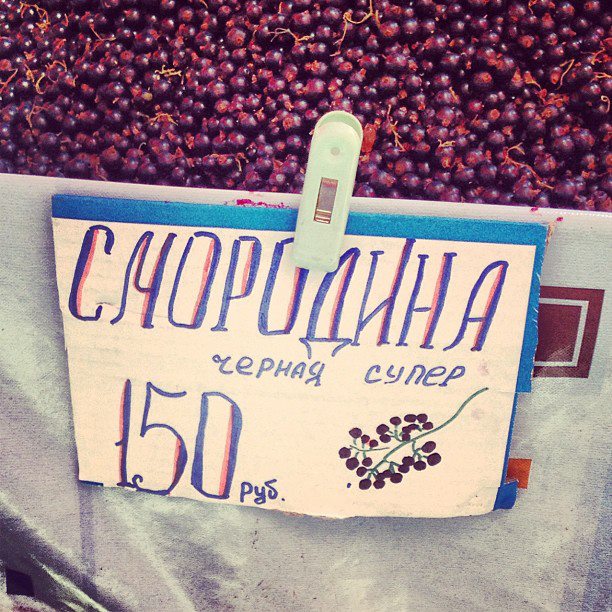 СМОРОДИНА
черная супер
150 руб.